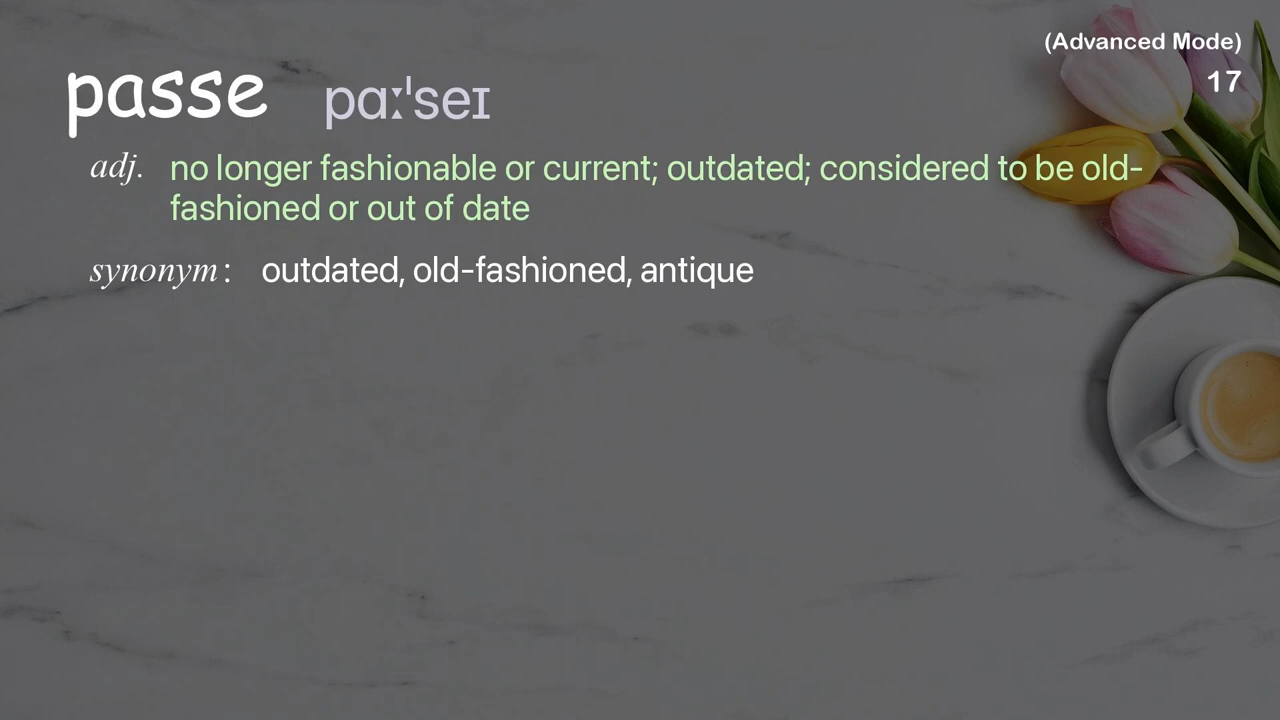 (Advanced Mode)
passe pɑːˈseɪ
17
adj. no longer fashionable or current; outdated; considered to be old-
fashioned or out of date
synonym: outdated, old-fashioned, antique